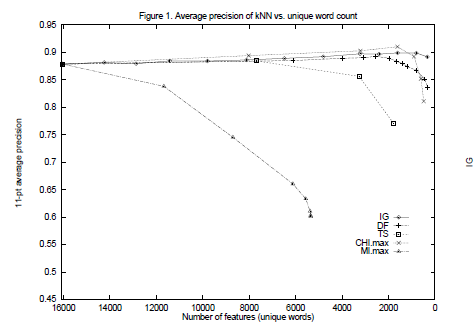 Figure 1. Average precision of kNN vs. unique word count
0.95
0.9
0.85
0.8
0.75
0.7
0.65
0.6
0.55
0.5
0.45
11-pt average precision
IG
DF
TS
CHI.max
MI.max
16000 14000 12000 10000 8000 6000 4000 2000 0
Number of features (unique words)
IG